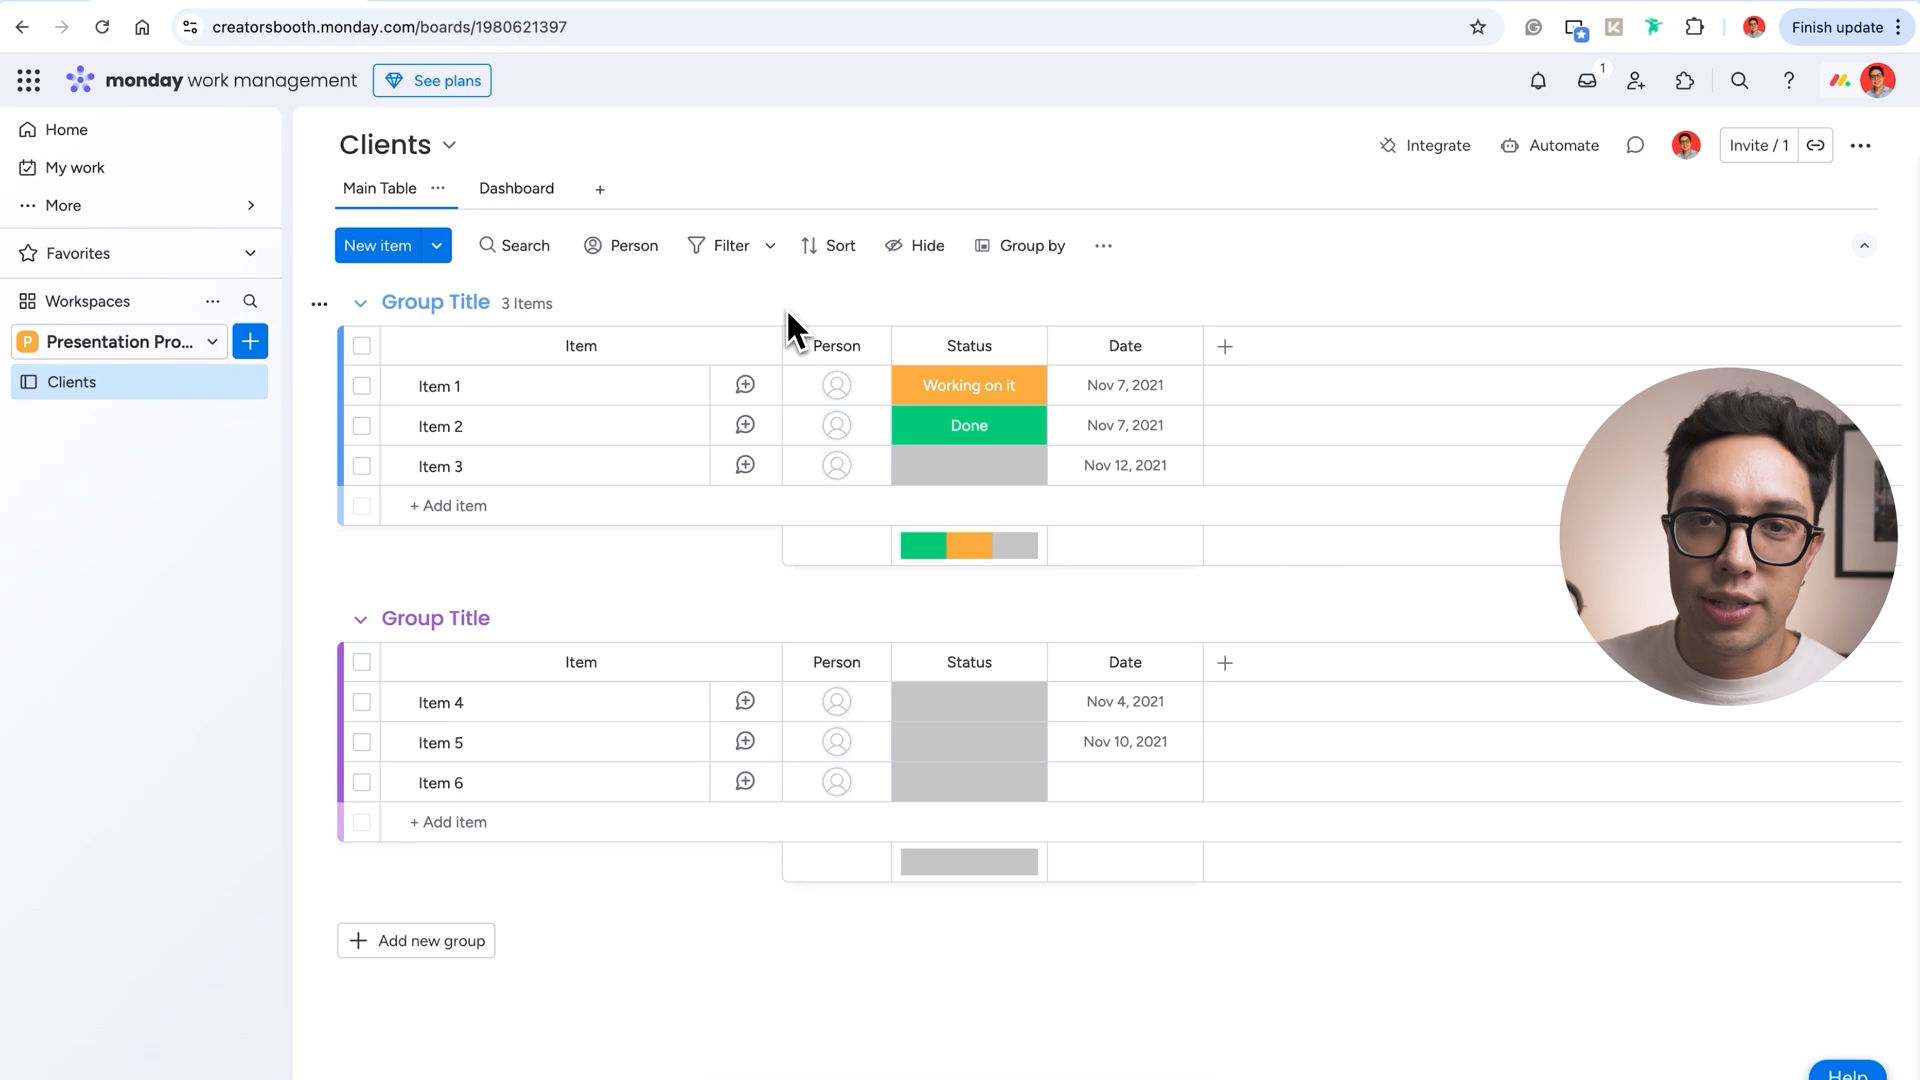 creatorsbooth.monday.com/boards/1980621397
Finish update
monday work management
See plans
1
Home
My work
More
Favorites
Workspaces
P Presentation Pro...
Clients
Clients
Integrate
Automate
Invite / 1
Main Table
Dashboard
New item
Search
Person
Filter
Sort
Hide
Group by
Group Title 3 Items
Item Person Status Date
Item 1 Working on it Nov 7, 2021
Item 2 Done Nov 7, 2021
Item 3 Nov 12, 2021
+ Add item
Group Title
Item Person Status Date
Item 4 Nov 4, 2021
Item 5 Nov 10, 2021
Item 6
+ Add item
+ Add new group
Help